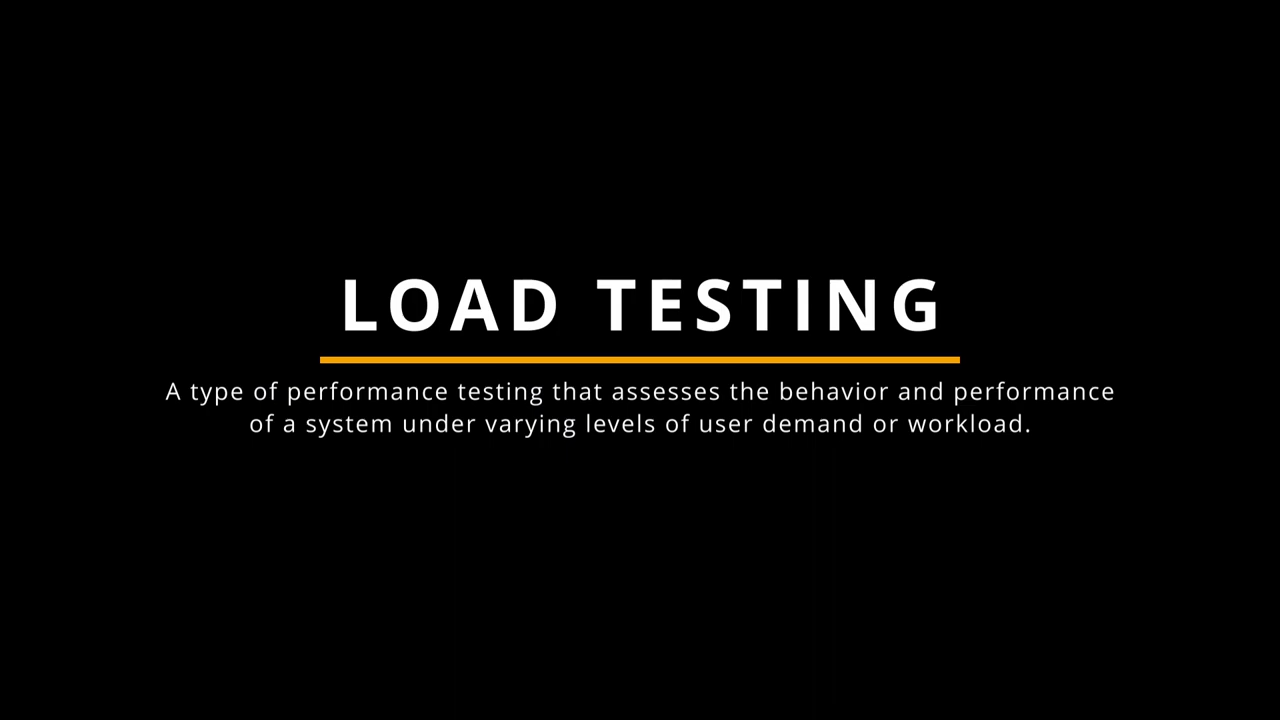 LOAD TESTING
A type of performance testing that assesses the behavior and performance
of a system under varying levels of user demand or workload.